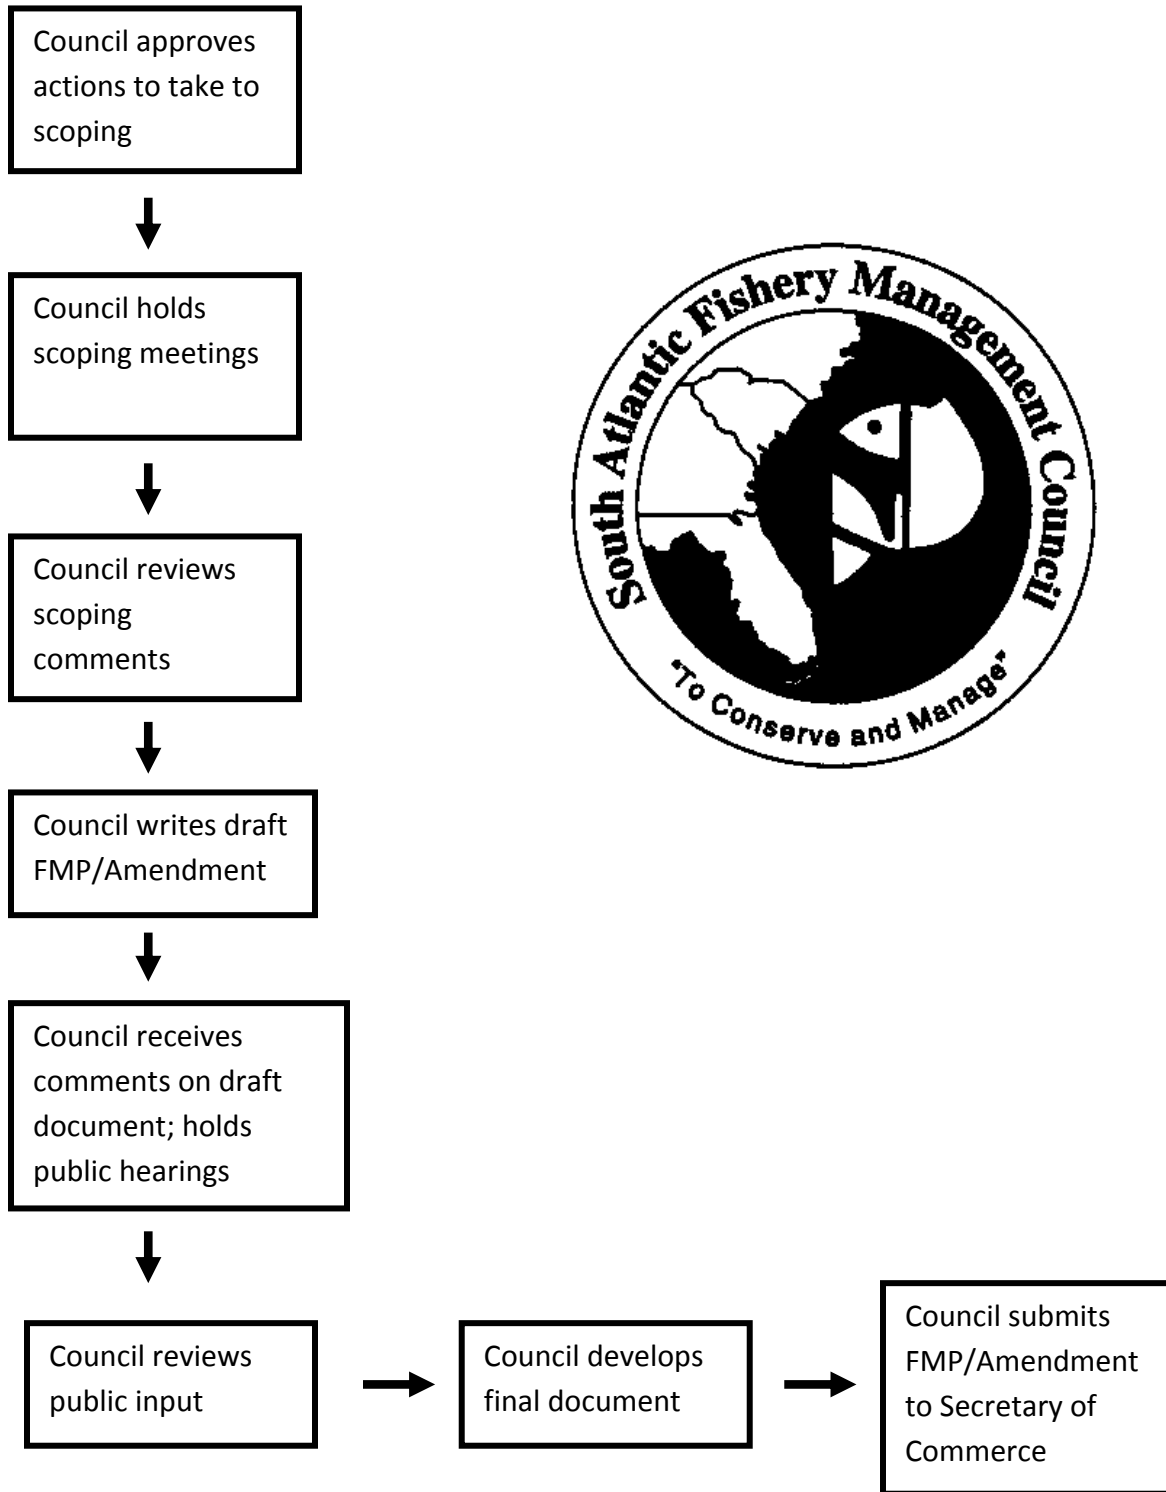 Council approves
actions to take to
scoping
Council holds
scoping meetings
South Atlantic Fishery Management Council
"To Conserve and Manage"
Council reviews
scoping
comments
Council writes draft
FMP/Amendment
Council receives
comments on draft
document; holds
public hearings
Council reviews
public input
Council develops
final document
Council submits
FMP/Amendment
to Secretary of
Commerce